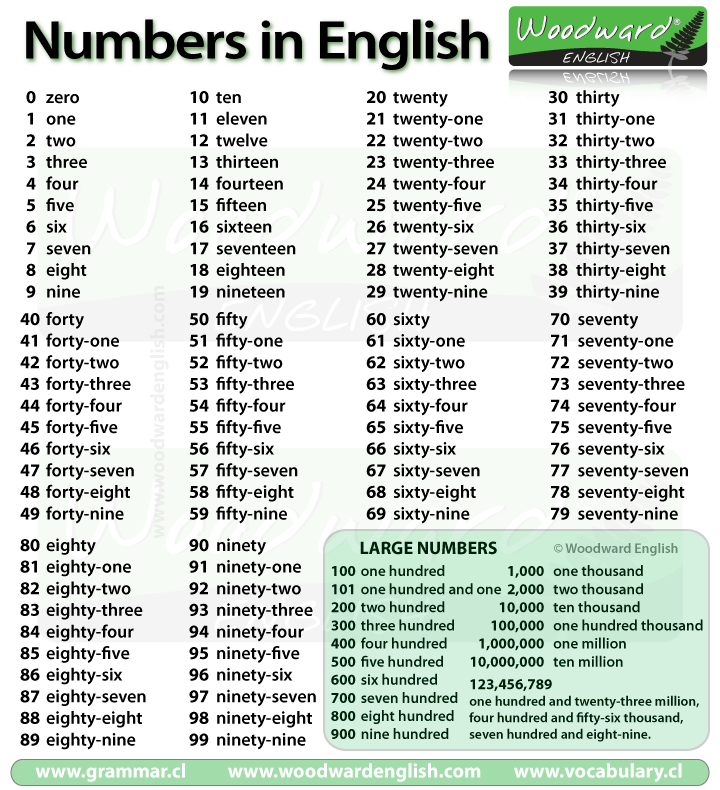 Numbers in English
Woodward®
ENGLISH
0 zero
1 one
2 two
3 three
4 four
5 five
6 six
7 seven
8 eight
9 nine
10 ten
11 eleven
12 twelve
13 thirteen
14 fourteen
15 fifteen
16 sixteen
17 seventeen
18 eighteen
19 nineteen
20 twenty
21 twenty-one
22 twenty-two
23 twenty-three
24 twenty-four
25 twenty-five
26 twenty-six
27 twenty-seven
28 twenty-eight
29 twenty-nine
30 thirty
31 thirty-one
32 thirty-two
33 thirty-three
34 thirty-four
35 thirty-five
36 thirty-six
37 thirty-seven
38 thirty-eight
39 thirty-nine
40 forty
41 forty-one
42 forty-two
43 forty-three
44 forty-four
45 forty-five
46 forty-six
47 forty-seven
48 forty-eight
49 forty-nine
50 fifty
51 fifty-one
52 fifty-two
53 fifty-three
54 fifty-four
55 fifty-five
56 fifty-six
57 fifty-seven
58 fifty-eight
59 fifty-nine
60 sixty
61 sixty-one
62 sixty-two
63 sixty-three
64 sixty-four
65 sixty-five
66 sixty-six
67 sixty-seven
68 sixty-eight
69 sixty-nine
70 seventy
71 seventy-one
72 seventy-two
73 seventy-three
74 seventy-four
75 seventy-five
76 seventy-six
77 seventy-seven
78 seventy-eight
79 seventy-nine
80 eighty
81 eighty-one
82 eighty-two
83 eighty-three
84 eighty-four
85 eighty-five
86 eighty-six
87 eighty-seven
88 eighty-eight
89 eighty-nine
90 ninety
91 ninety-one
92 ninety-two
93 ninety-three
94 ninety-four
95 ninety-five
96 ninety-six
97 ninety-seven
98 ninety-eight
99 ninety-nine
LARGE NUMBERS
© Woodward English
100 one hundred
101 one hundred and one
200 two hundred
300 three hundred
400 four hundred
500 five hundred
600 six hundred
700 seven hundred
800 eight hundred
900 nine hundred
1,000 one thousand
2,000 two thousand
10,000 ten thousand
100,000 one hundred thousand
1,000,000 one million
10,000,000 ten million
123,456,789
one hundred and twenty-three million,
four hundred and fifty-six thousand,
seven hundred and eight-nine.
www.woodwardenglish.com
Woodward
ENGLISH
www.woodwardenglish.com
Woodward
ENGLISH
www.grammar.cl www.woodwardenglish.com www.vocabulary.cl